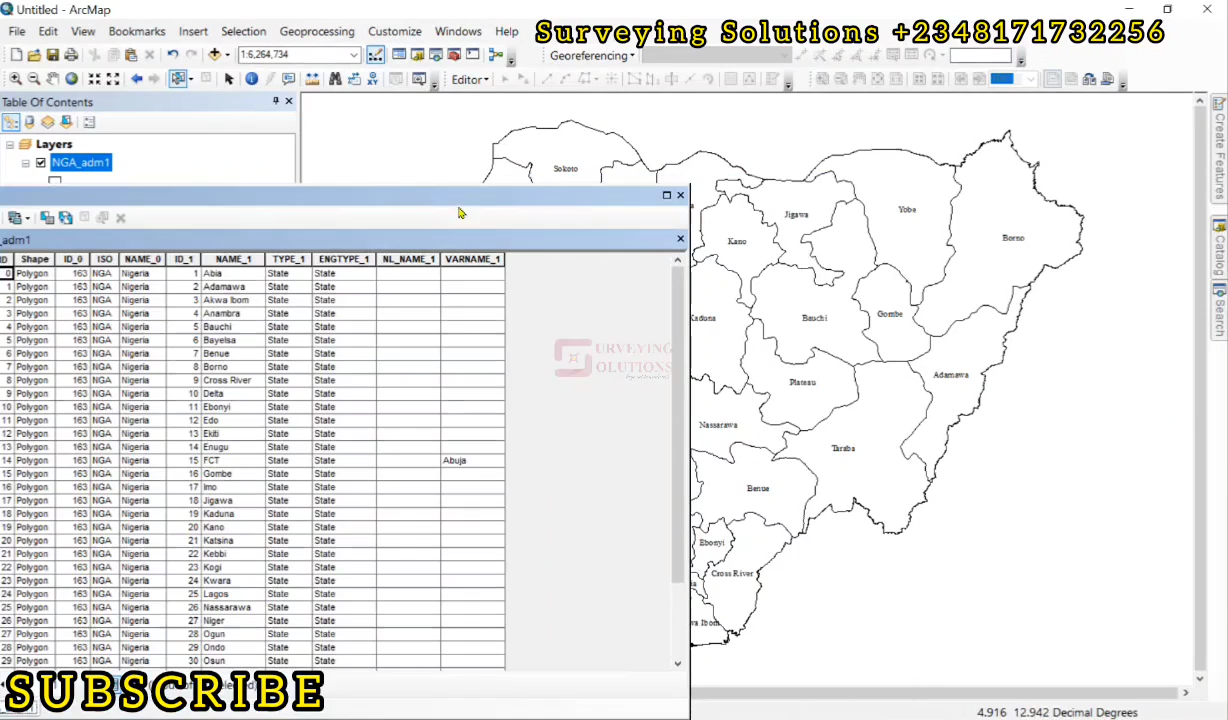 Untitled - ArcMap
File Edit View Bookmarks Insert Selection Geoprocessing Customize Windows Help
Surveying Solutions +2348171732256
1:6,264,734
Georeferencing
Editor
Table Of Contents
Layers
NGA_adm1
_adm1
ID Shape ID_0 ISO NAME_0 ID_1 NAME_1 TYPE_1 ENGTYPE_1 NL_NAME_1 VARNAME_1
0 Polygon 163 NGA Nigeria 1 Abia State State
1 Polygon 163 NGA Nigeria 2 Adamawa State State
2 Polygon 163 NGA Nigeria 3 Akwa Ibom State State
3 Polygon 163 NGA Nigeria 4 Anambra State State
4 Polygon 163 NGA Nigeria 5 Bauchi State State
5 Polygon 163 NGA Nigeria 6 Bayelsa State State
6 Polygon 163 NGA Nigeria 7 Benue State State
7 Polygon 163 NGA Nigeria 8 Borno State State
8 Polygon 163 NGA Nigeria 9 Cross River State State
9 Polygon 163 NGA Nigeria 10 Delta State State
10 Polygon 163 NGA Nigeria 11 Ebonyi State State
11 Polygon 163 NGA Nigeria 12 Edo State State
12 Polygon 163 NGA Nigeria 13 Ekiti State State
13 Polygon 163 NGA Nigeria 14 Enugu State State
14 Polygon 163 NGA Nigeria 15 FCT State State Abuja
15 Polygon 163 NGA Nigeria 16 Gombe State State
16 Polygon 163 NGA Nigeria 17 Imo State State
17 Polygon 163 NGA Nigeria 18 Jigawa State State
18 Polygon 163 NGA Nigeria 19 Kaduna State State
19 Polygon 163 NGA Nigeria 20 Kano State State
20 Polygon 163 NGA Nigeria 21 Katsina State State
21 Polygon 163 NGA Nigeria 22 Kebbi State State
22 Polygon 163 NGA Nigeria 23 Kogi State State
23 Polygon 163 NGA Nigeria 24 Kwara State State
24 Polygon 163 NGA Nigeria 25 Lagos State State
25 Polygon 163 NGA Nigeria 26 Nassarawa State State
26 Polygon 163 NGA Nigeria 27 Niger State State
27 Polygon 163 NGA Nigeria 28 Ogun State State
28 Polygon 163 NGA Nigeria 29 Ondo State State
29 Polygon 163 NGA Nigeria 30 Osun State State
URVEYING
OLUTIONS
Sokoto
Jigawa
Yobe
Kano
Borno
Kaduna
Bauchi
Gombe
Adamawa
Plateau
Nassarawa
Taraba
Benue
Ebonyi
Cross River
a Ibom
Create Features
Catalog
Search
SUBSCRIBE
4.916 12.942 Decimal Degrees